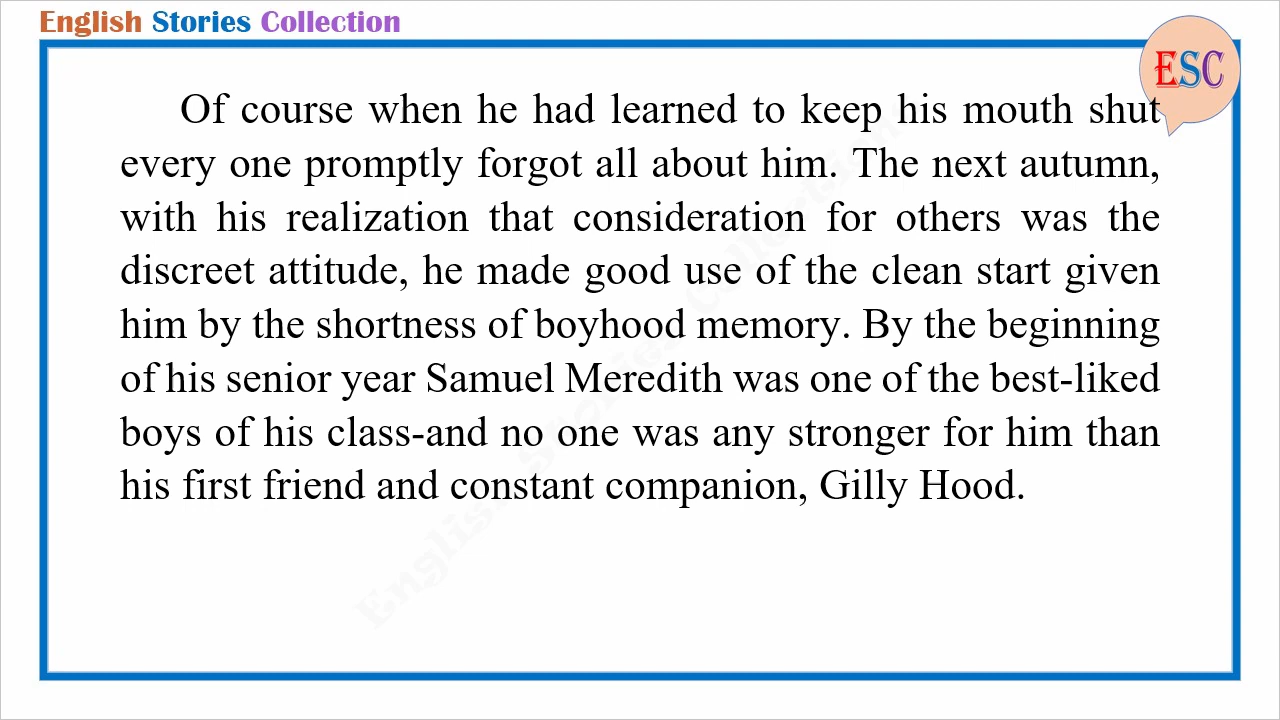 English Stories Collection
ESC
Of course when he had learned to keep his mouth shut
every one promptly forgot all about him. The next autumn,
with his realization that consideration for others was the
discreet attitude, he made good use of the clean start given
him by the shortness of boyhood memory. By the beginning
of his senior year Samuel Meredith was one of the best-liked
boys of his class-and no one was any stronger for him than
his first friend and constant companion, Gilly Hood.
English Stories Collection